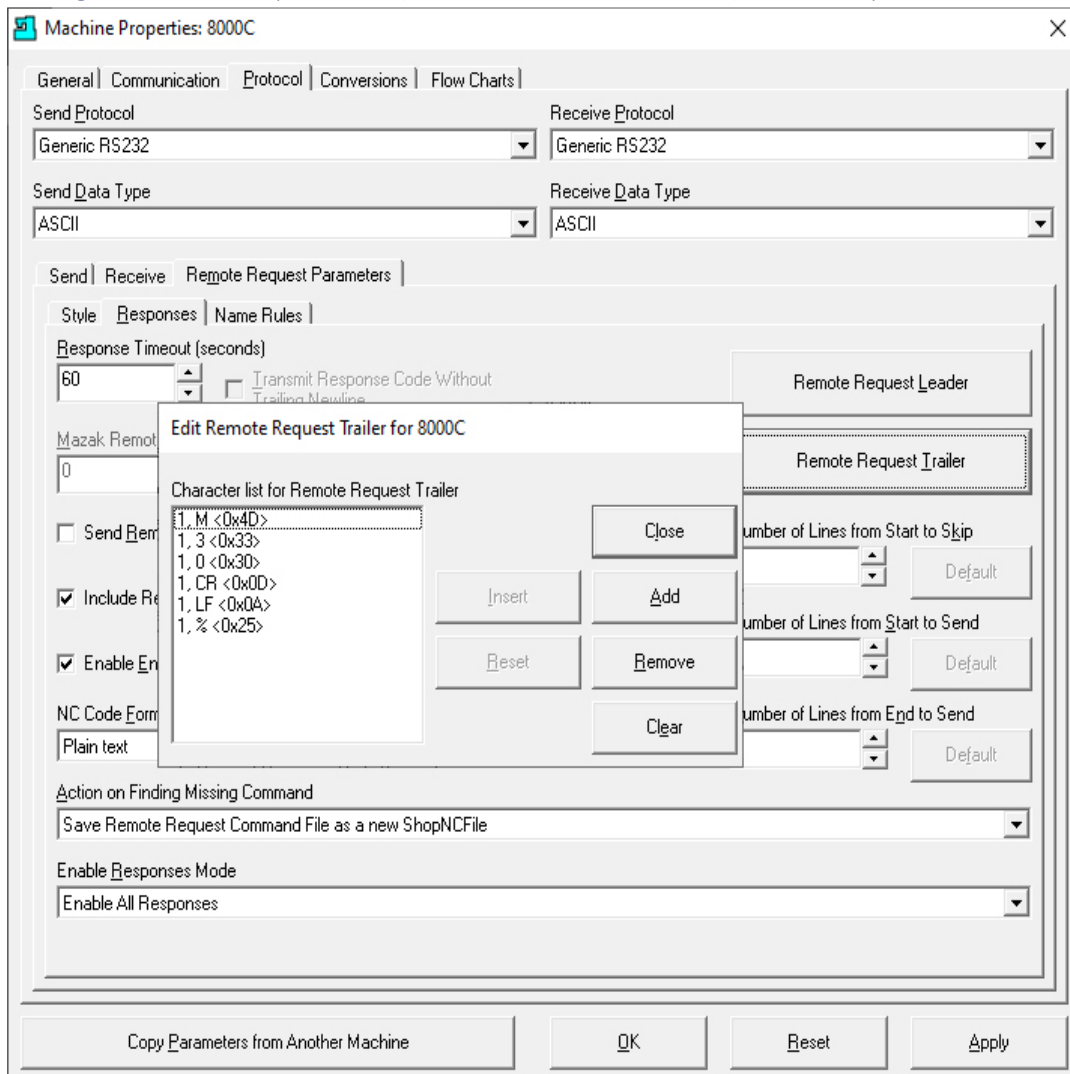 Machine Properties: 8000C
General Communication Protocol Conversions Flow Charts
Send Protocol Receive Protocol
Generic RS232 Generic RS232
Send Data Type Receive Data Type
ASCII ASCII
Send Receive Remote Request Parameters
Style Responses Name Rules
Response Timeout (seconds)
60 Transmit Response Code Without
Trailing Newline
Remote Request Leader
Edit Remote Request Trailer for 8000C
Mazak Remot
0
Remote Request Trailer
Character list for Remote Request Trailer
1, M <0x4D>
1, 3 <0x33>
1, 0 <0x30>
1, CR <0x0D>
1, LF <0x0A>
1, % <0x25>
Close
Insert Add
Reset Remove
Clear
Send Rem
Include Re
Enable En
umber of Lines from Start to Skip
Default
umber of Lines from Start to Send
Default
NC Code Form
Plain text
umber of Lines from End to Send
Default
Action on Finding Missing Command
Save Remote Request Command File as a new ShopNCFile
Enable Responses Mode
Enable All Responses
Copy Parameters from Another Machine OK Reset Apply